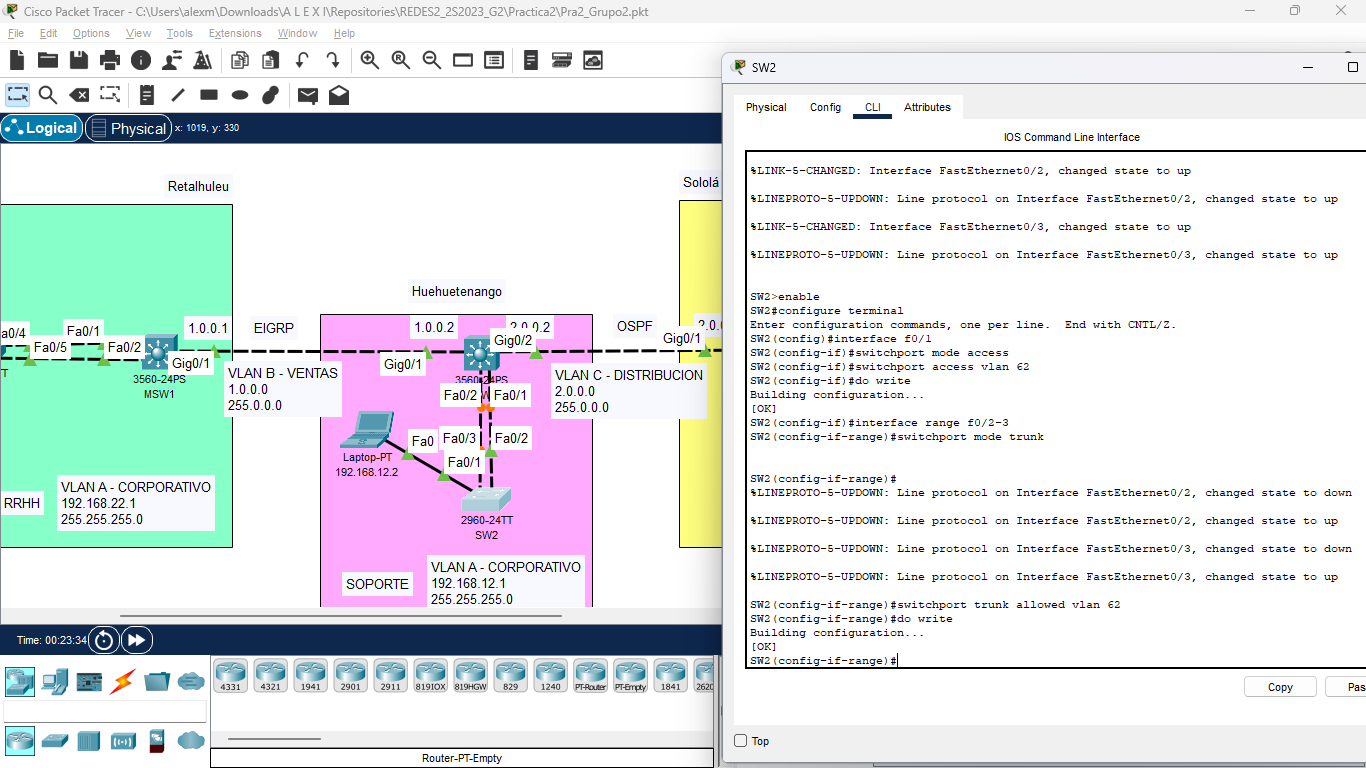 Cisco Packet Tracer - C:\Users\alexm\Downloads\A L E X I\Repositories\REDES2_2S2023_G2\Practica2\Pra2_Grupo2.pkt
File Edit Options View Tools Extensions Window Help
Logical
Physical
x: 1019, y: 330
Retalhuleu
Sololá
Huehuetenango
a0/4
Fa0/1
Fa0/5
Fa0/2
1.0.0.1
EIGRP
1.0.0.2
2.0.0.2
OSPF
2.0.
Gig0/1
Gig0/2
Gig0/1
Gig0/1
3560-24PS
MSW1
3560-24PS
VLAN B - VENTAS
1.0.0.0
255.0.0.0
VLAN C - DISTRIBUCION
2.0.0.0
255.0.0.0
Fa0/2
Fa0/1
Fa0
Fa0/3
Fa0/2
Fa0/1
Laptop-PT
192.168.12.2
2960-24TT
SW2
T
RRHH
VLAN A - CORPORATIVO
192.168.22.1
255.255.255.0
SOPORTE
VLAN A - CORPORATIVO
192.168.12.1
255.255.255.0
Time: 00:23:34
4331 4321 1941 2901 2911 819IOX 819HGW 829 1240 PT-Router PT-Empty 1841 2620
Router-PT-Empty
SW2
Physical Config CLI Attributes
IOS Command Line Interface
%LINK-5-CHANGED: Interface FastEthernet0/2, changed state to up
%LINEPROTO-5-UPDOWN: Line protocol on Interface FastEthernet0/2, changed state to up
%LINK-5-CHANGED: Interface FastEthernet0/3, changed state to up
%LINEPROTO-5-UPDOWN: Line protocol on Interface FastEthernet0/3, changed state to up
SW2>enable
SW2#configure terminal
Enter configuration commands, one per line. End with CNTL/Z.
SW2(config)#interface f0/1
SW2(config-if)#switchport mode access
SW2(config-if)#switchport access vlan 62
SW2(config-if)#do write
Building configuration...
[OK]
SW2(config-if)#interface range f0/2-3
SW2(config-if-range)#switchport mode trunk
SW2(config-if-range)#
%LINEPROTO-5-UPDOWN: Line protocol on Interface FastEthernet0/2, changed state to down
%LINEPROTO-5-UPDOWN: Line protocol on Interface FastEthernet0/2, changed state to up
%LINEPROTO-5-UPDOWN: Line protocol on Interface FastEthernet0/3, changed state to down
%LINEPROTO-5-UPDOWN: Line protocol on Interface FastEthernet0/3, changed state to up
SW2(config-if-range)#switchport trunk allowed vlan 62
SW2(config-if-range)#do write
Building configuration...
[OK]
SW2(config-if-range)#
Copy
Pas
Top